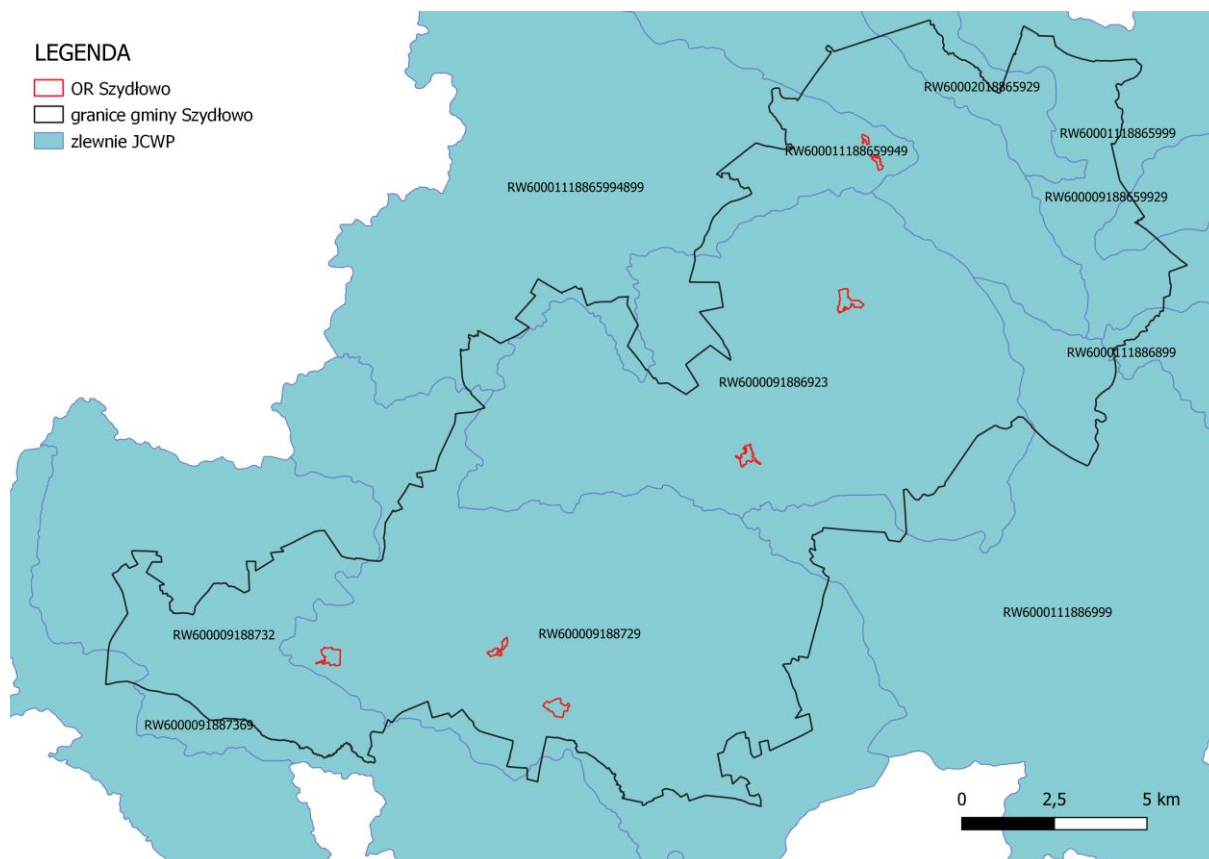 LEGENDA
OR Szydłowo
granice gminy Szydłowo
zlewnie JCWP
RW60002018865929
RW60001118865999
RW600011188659949
RW60001118865994899
RW600009188659929
RW6000111886899
RW6000091886923
RW6000111886999
RW600009188732
RW600009188729
RW6000091887369
0 2,5 5 km